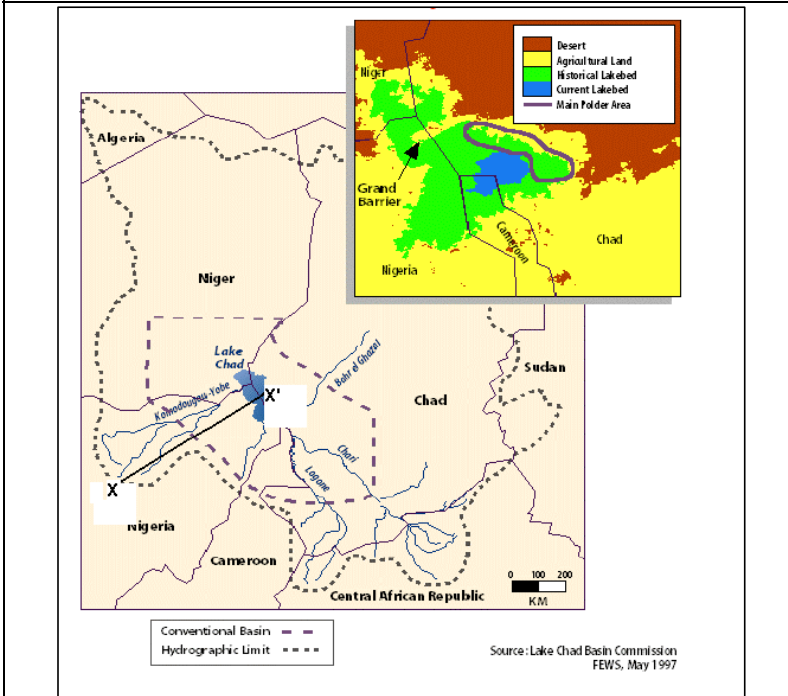 Desert
Agricultural Land
Historical Lakebed
Current Lakebed
Main Polder Area
Niger
Grand
Barrier
Cameroon
Chad
Nigeria
Algeria
Niger
Lake
Chad
Bahr el Ghazal
Sudan
Komodougou-Yobe
X'
Chad
Chari
Logone
X
Nigeria
Cameroon
Central African Republic
0 100 200
KM
Conventional Basin
Hydrographic Limit
Source: Lake Chad Basin Commission
FEWS, May 1997